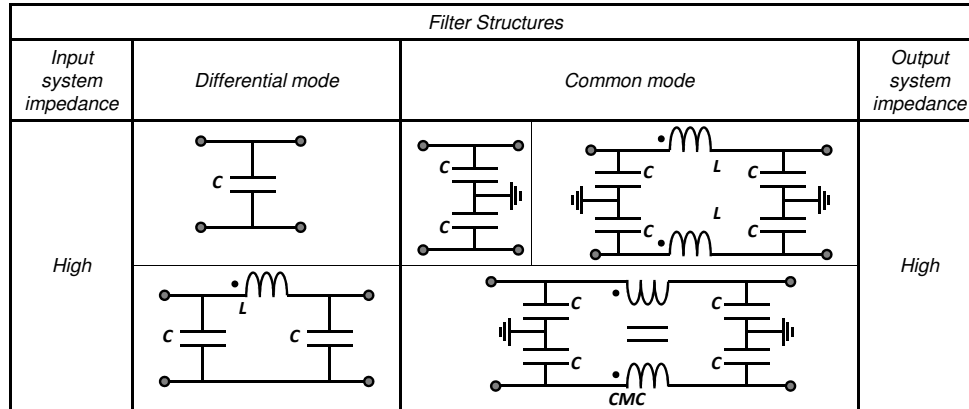 Filter Structures
Input
system
impedance
Differential mode
Common mode
Output
system
impedance
High
C
C
C
L
C
C
L
C
C
High
L
C
C
C
C
C
C
CMC